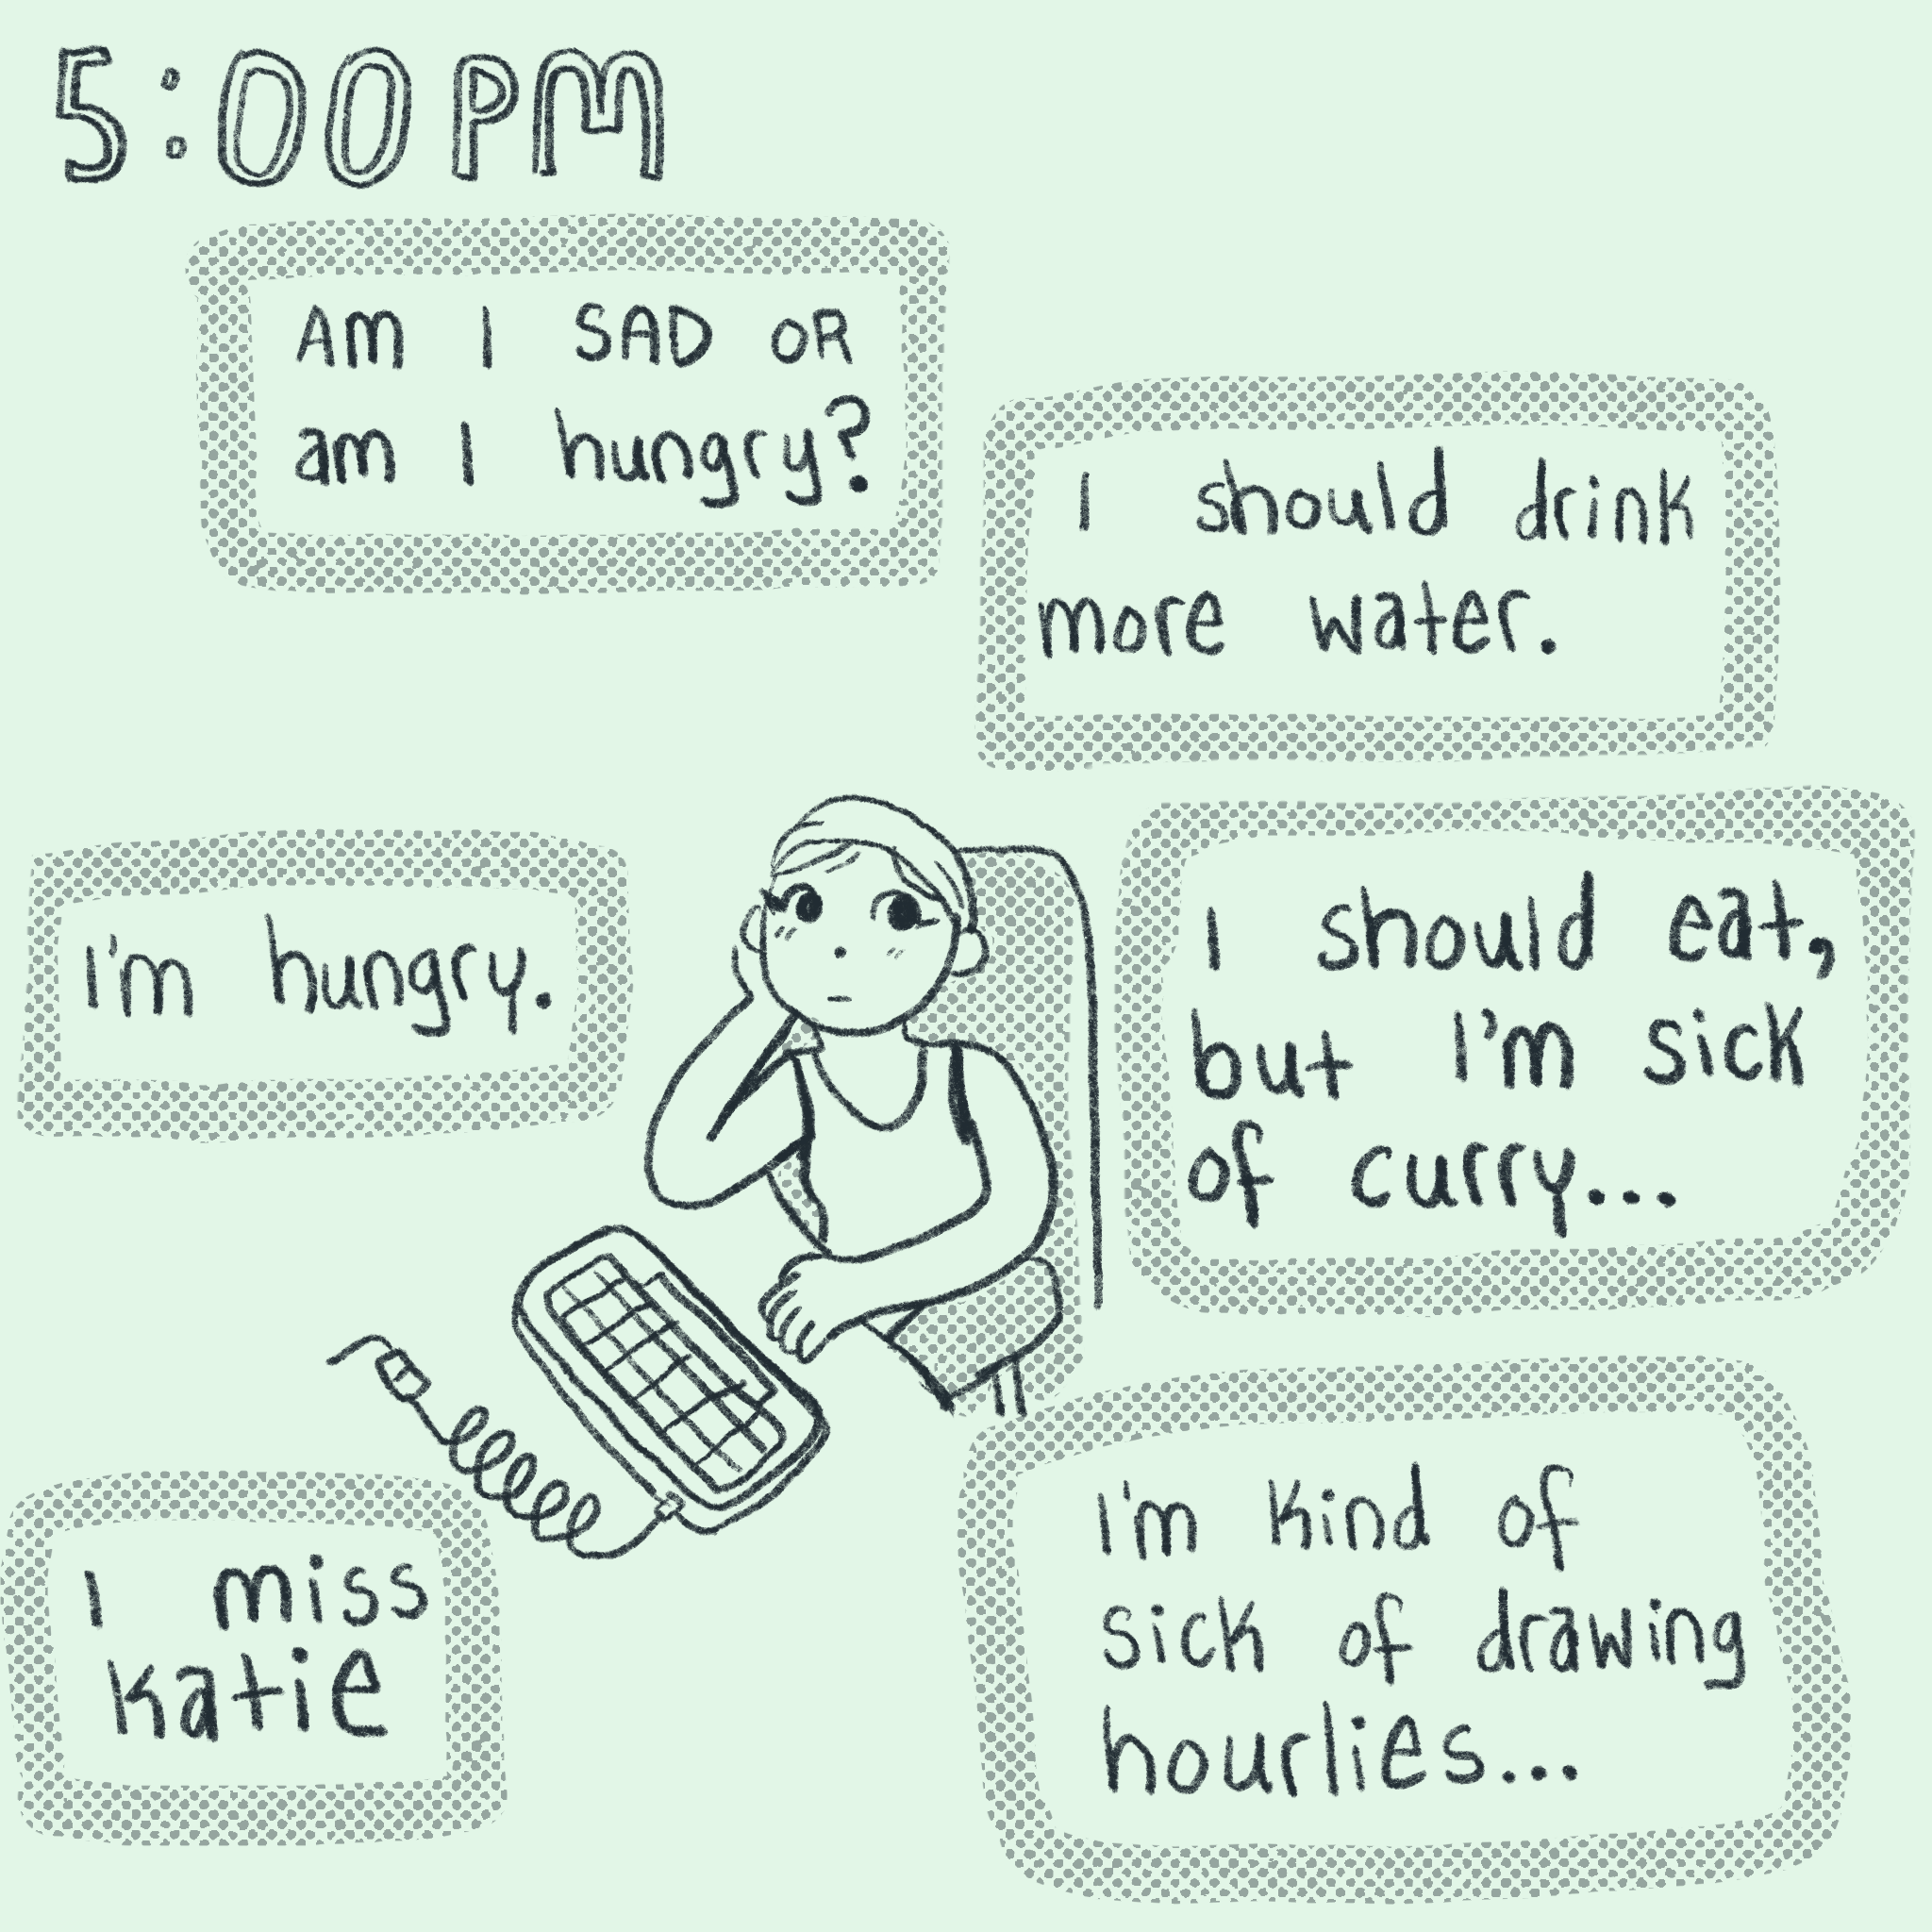 5:00 PM
Am I SAD OR
am I hungry?
I should drink
more water.
I'm hungry.
I should eat,
but I'm sick
of curry...
I miss
katie
I'm kind of
sick of drawing
hourlies...